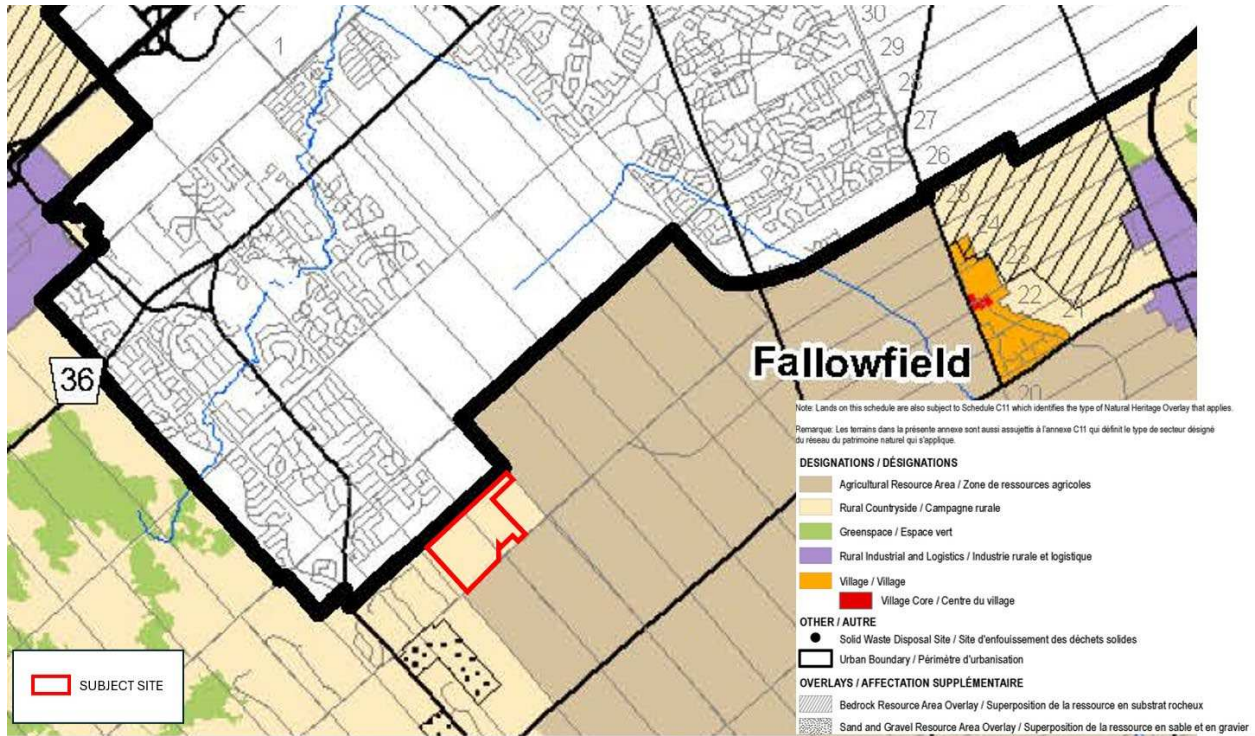 1
30
29
28
27
26
25
24
23
22
21
20
36
Fallowfield
Note: Lands on this schedule are also subject to Schedule C11 which identifies the type of Natural Heritage Overlay that applies.
Remarque: Les terrains dans la présente annexe sont aussi assujettis à l'annexe C11 qui définit le type de secteur désigné
du réseau du patrimoine naturel qui s'applique.
DESIGNATIONS / DÉSIGNATIONS
Agricultural Resource Area / Zone de ressources agricoles
Rural Countryside / Campagne rurale
Greenspace / Espace vert
Rural Industrial and Logistics / Industrie rurale et logistique
Village / Village
Village Core / Centre du village
OTHER / AUTRE
Solid Waste Disposal Site / Site d'enfouissement des déchets solides
Urban Boundary / Périmètre d'urbanisation
OVERLAYS / AFFECTATION SUPPLÉMENTAIRE
Bedrock Resource Area Overlay / Superposition de la ressource en substrat rocheux
Sand and Gravel Resource Area Overlay / Superposition de la ressource en sable et en gravier
SUBJECT SITE